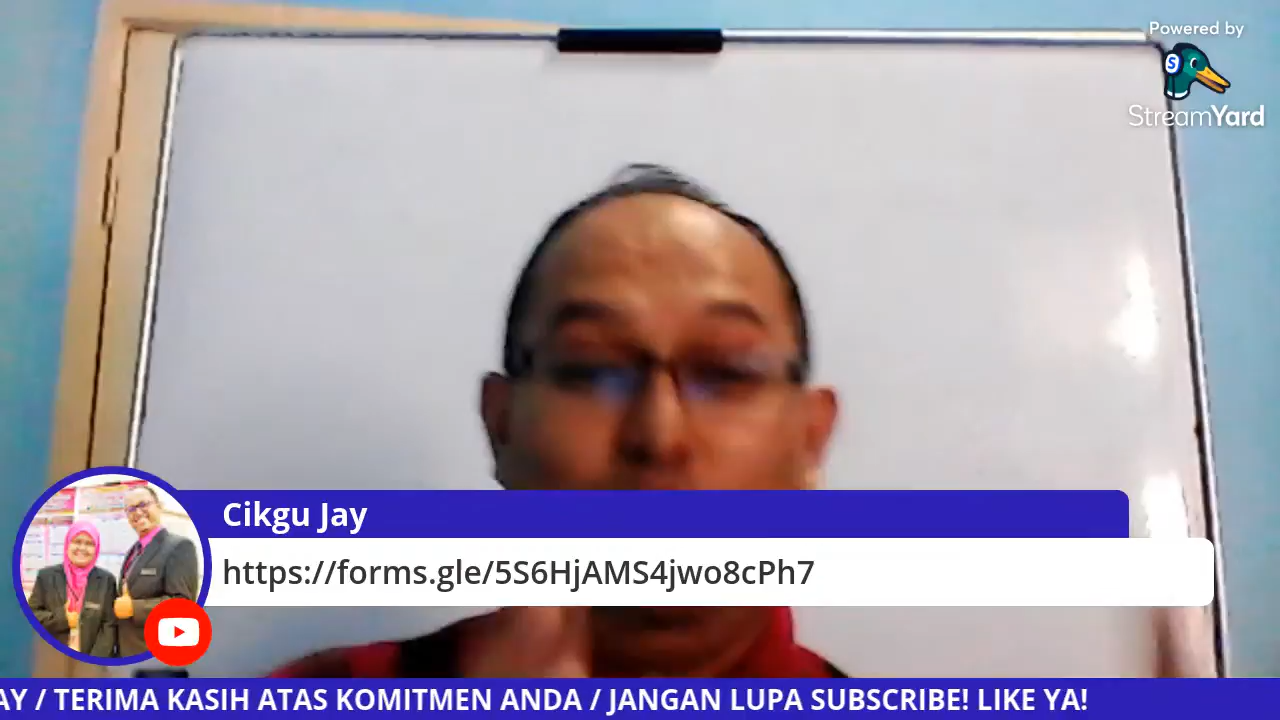 Powered by
S
StreamYard
Cikgu Jay
https://forms.gle/5S6HjAMS4jwo8cPh7
AY / TERIMA KASIH ATAS KOMITMEN ANDA / JANGAN LUPA SUBSCRIBE! LIKE YA!